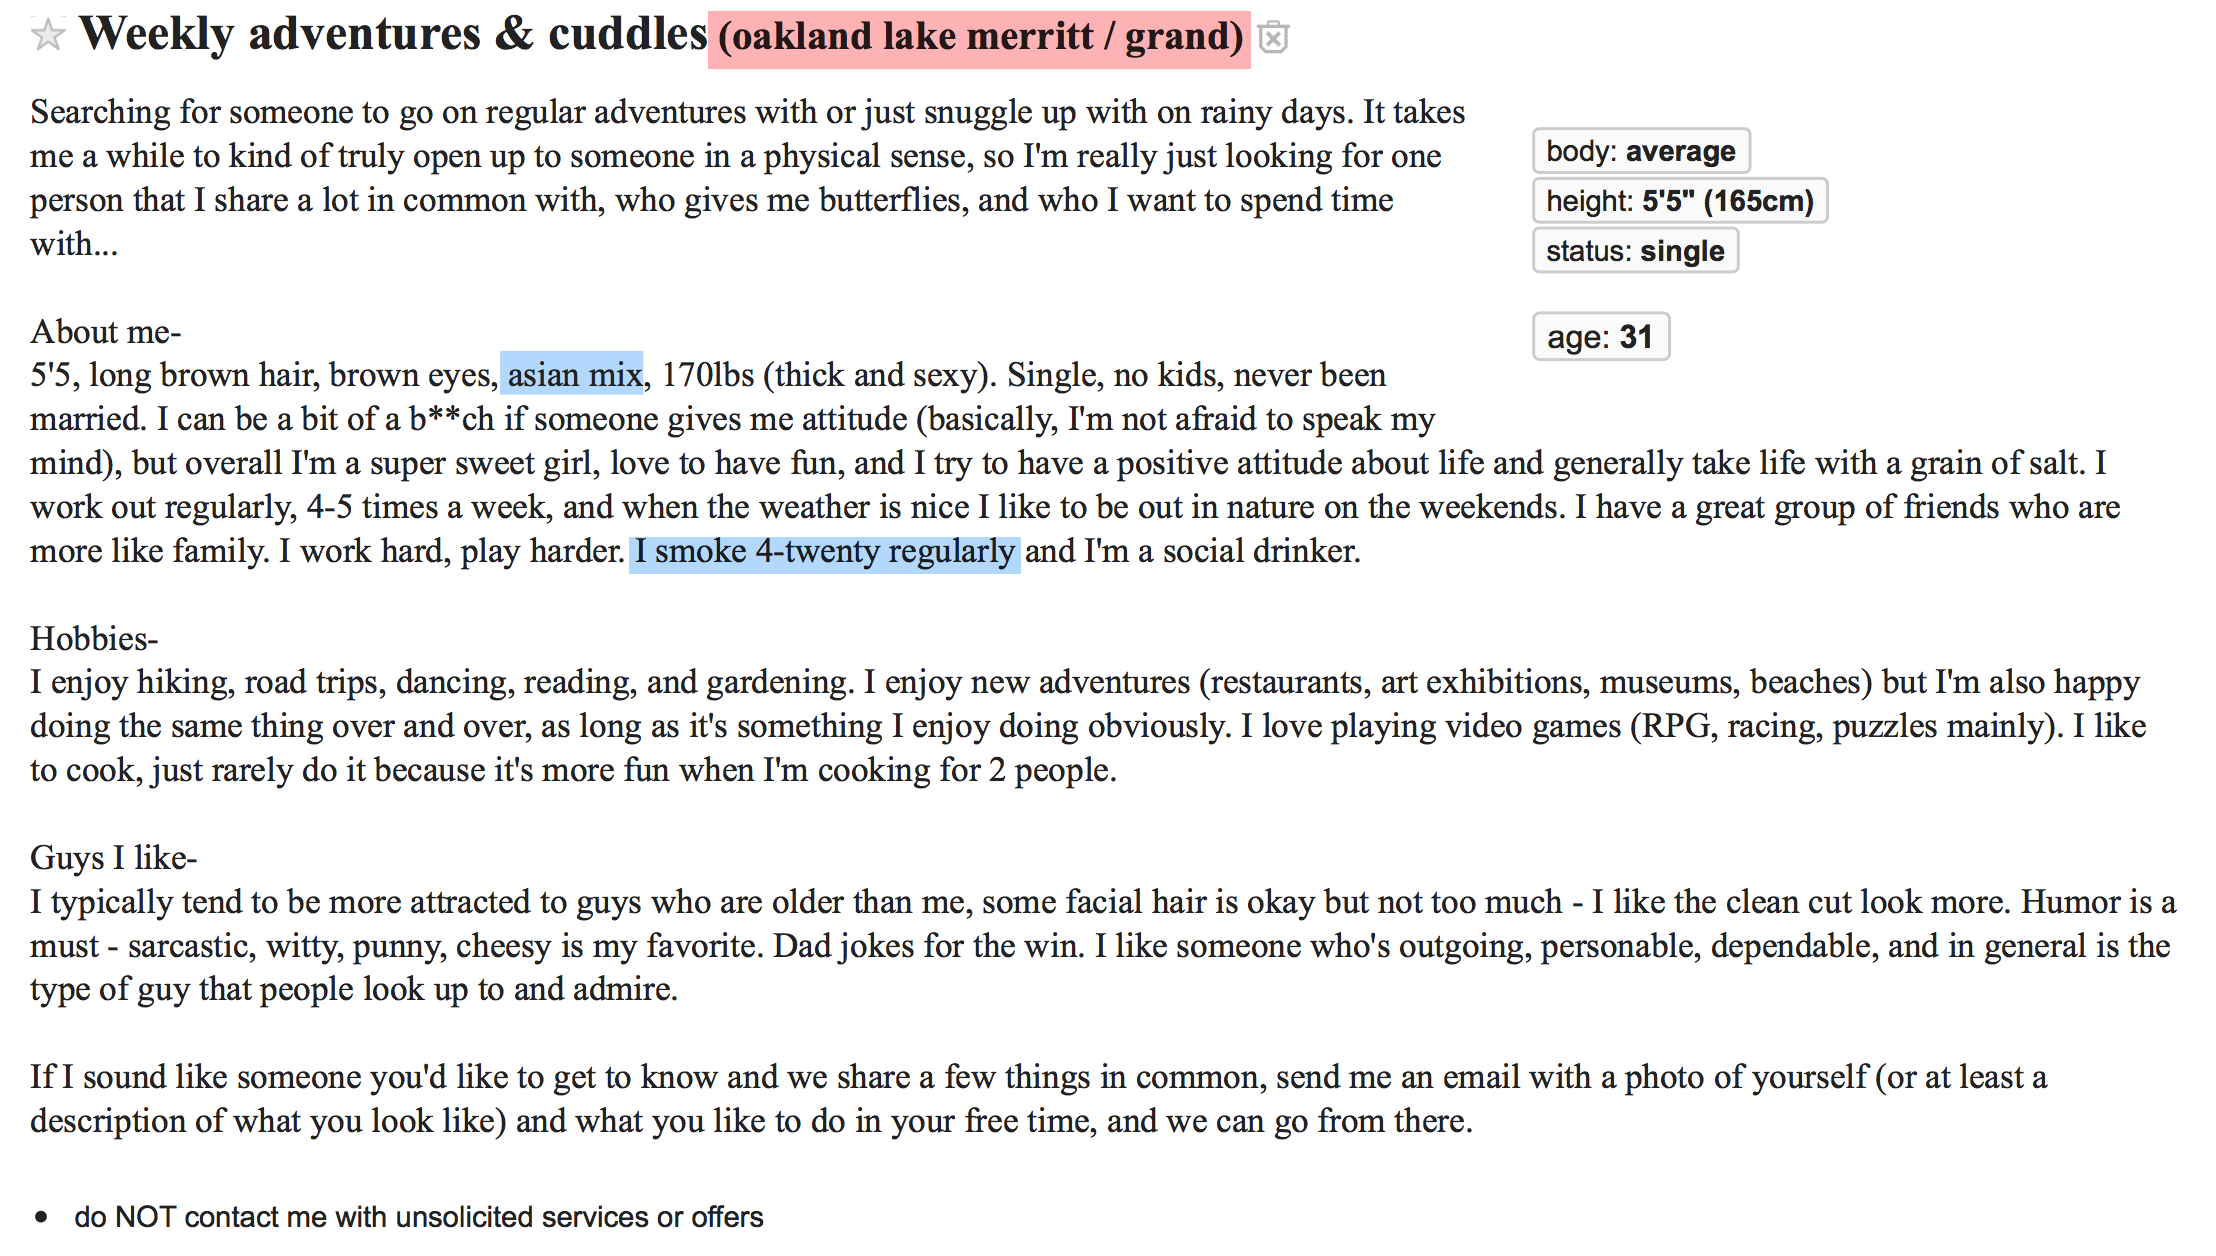 Weekly adventures & cuddles (oakland lake merritt / grand)
Searching for someone to go on regular adventures with or just snuggle up with on rainy days. It takes
me a while to kind of truly open up to someone in a physical sense, so I'm really just looking for one
person that I share a lot in common with, who gives me butterflies, and who I want to spend time
with...
body: average
height: 5'5" (165cm)
status: single
age: 31
About me-
5'5, long brown hair, brown eyes, asian mix, 170lbs (thick and sexy). Single, no kids, never been
married. I can be a bit of a b**ch if someone gives me attitude (basically, I'm not afraid to speak my
mind), but overall I'm a super sweet girl, love to have fun, and I try to have a positive attitude about life and generally take life with a grain of salt. I
work out regularly, 4-5 times a week, and when the weather is nice I like to be out in nature on the weekends. I have a great group of friends who are
more like family. I work hard, play harder. I smoke 4-twenty regularly and I'm a social drinker.
Hobbies-
I enjoy hiking, road trips, dancing, reading, and gardening. I enjoy new adventures (restaurants, art exhibitions, museums, beaches) but I'm also happy
doing the same thing over and over, as long as it's something I enjoy doing obviously. I love playing video games (RPG, racing, puzzles mainly). I like
to cook, just rarely do it because it's more fun when I'm cooking for 2 people.
Guys I like-
I typically tend to be more attracted to guys who are older than me, some facial hair is okay but not too much - I like the clean cut look more. Humor is a
must - sarcastic, witty, punny, cheesy is my favorite. Dad jokes for the win. I like someone who's outgoing, personable, dependable, and in general is the
type of guy that people look up to and admire.
If I sound like someone you'd like to get to know and we share a few things in common, send me an email with a photo of yourself (or at least a
description of what you look like) and what you like to do in your free time, and we can go from there.
• do NOT contact me with unsolicited services or offers